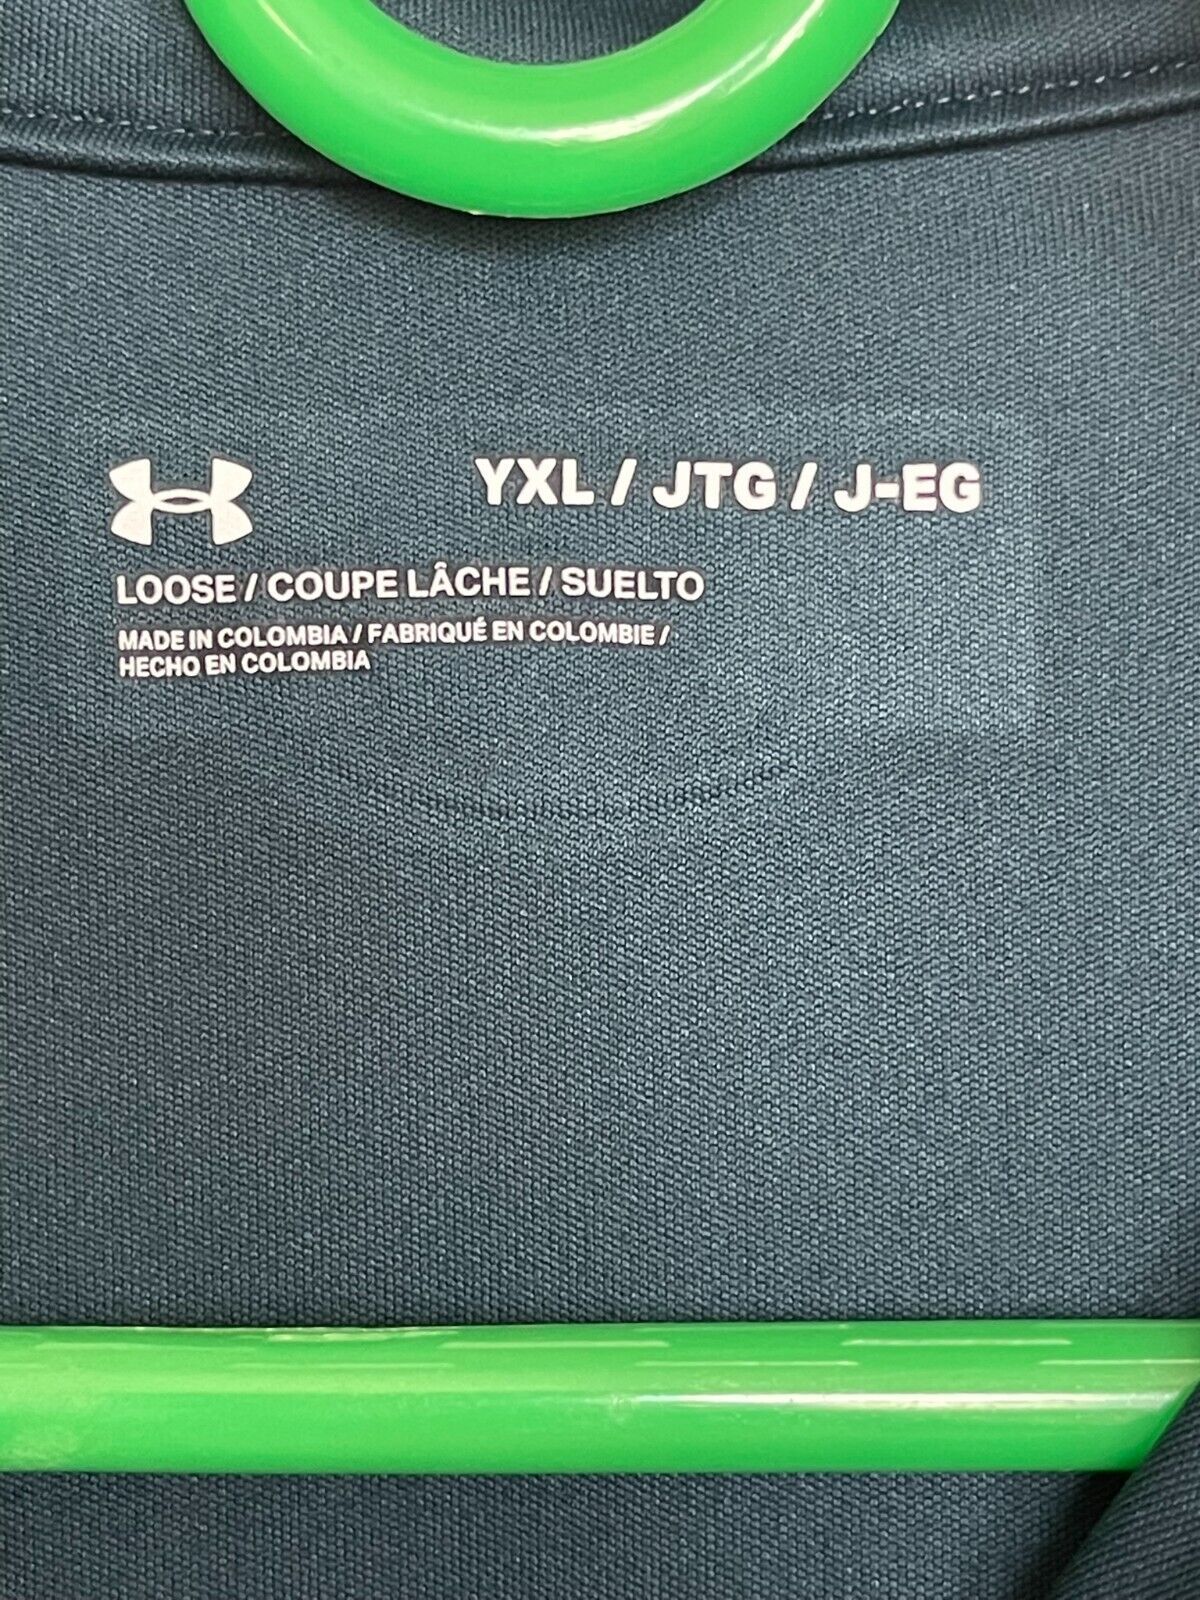 YXL / JTG / J-EG
LOOSE / COUPE LÂCHE / SUELTO
MADE IN COLOMBIA / FABRIQUÉ EN COLOMBIE /
HECHO EN COLOMBIA